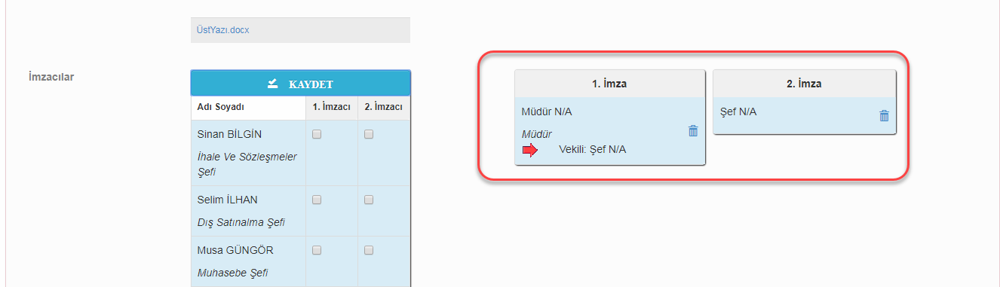 ÜstYazı.docx
İmzacılar
KAYDET
Adı Soyadı 1. İmzacı 2. İmzacı
Sinan BİLGİN
İhale Ve Sözleşmeler
Şefi
Selim İLHAN
Dış Satınalma Şefi
Musa GÜNGÖR
Muhasebe Şefi
1. İmza
Müdür N/A
Müdür
Vekili: Şef N/A
2. İmza
Şef N/A